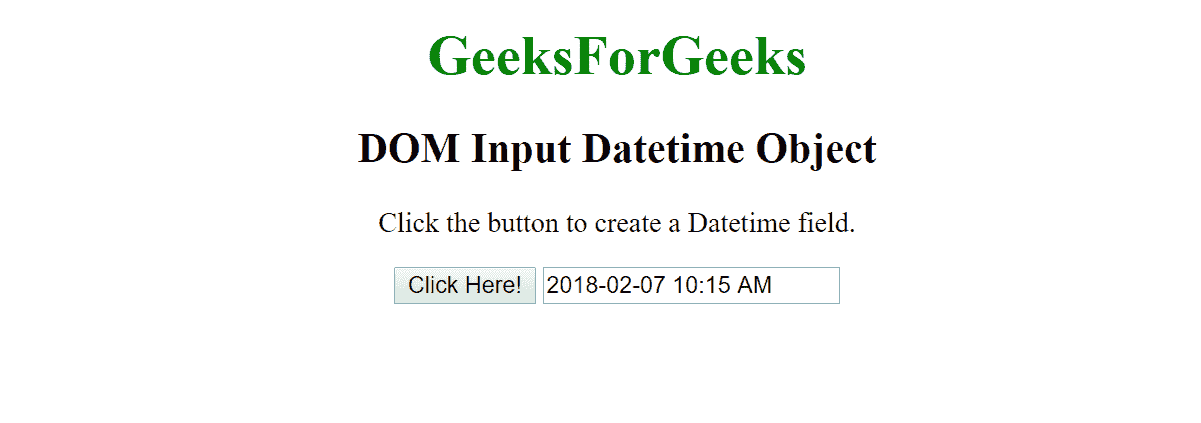 GeeksForGeeks
DOM Input Datetime Object
Click the button to create a Datetime field.
Click Here! 2018-02-07 10:15 AM